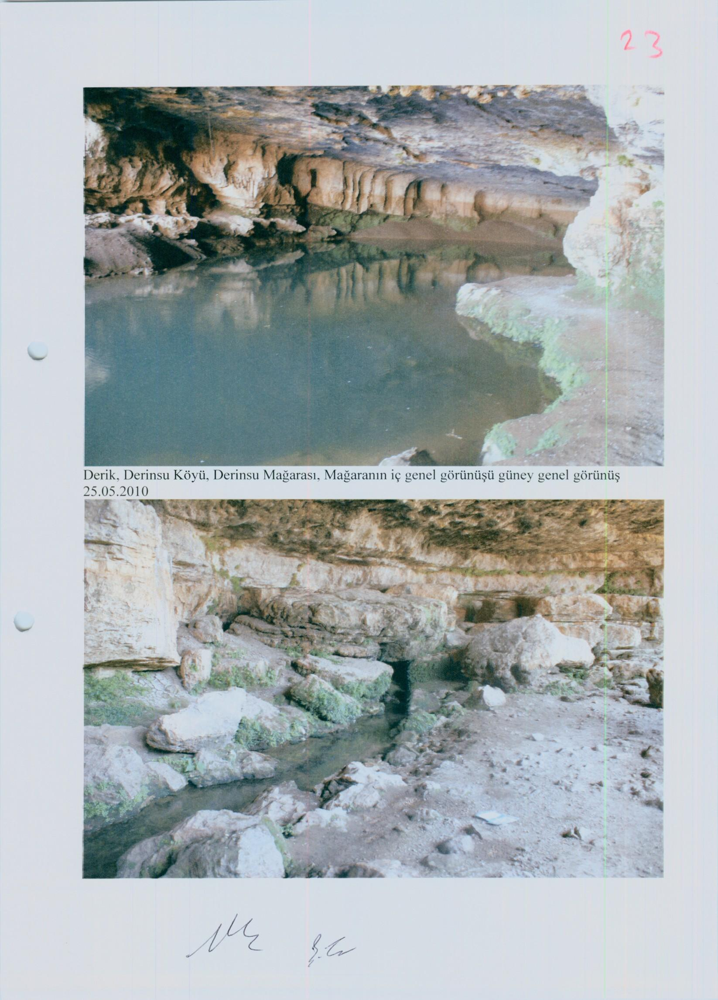 23
Derik, Derinsu Köyü, Derinsu Mağarası, Mağaranın iç genel görünüşü güney genel görünüş
25.05.2010